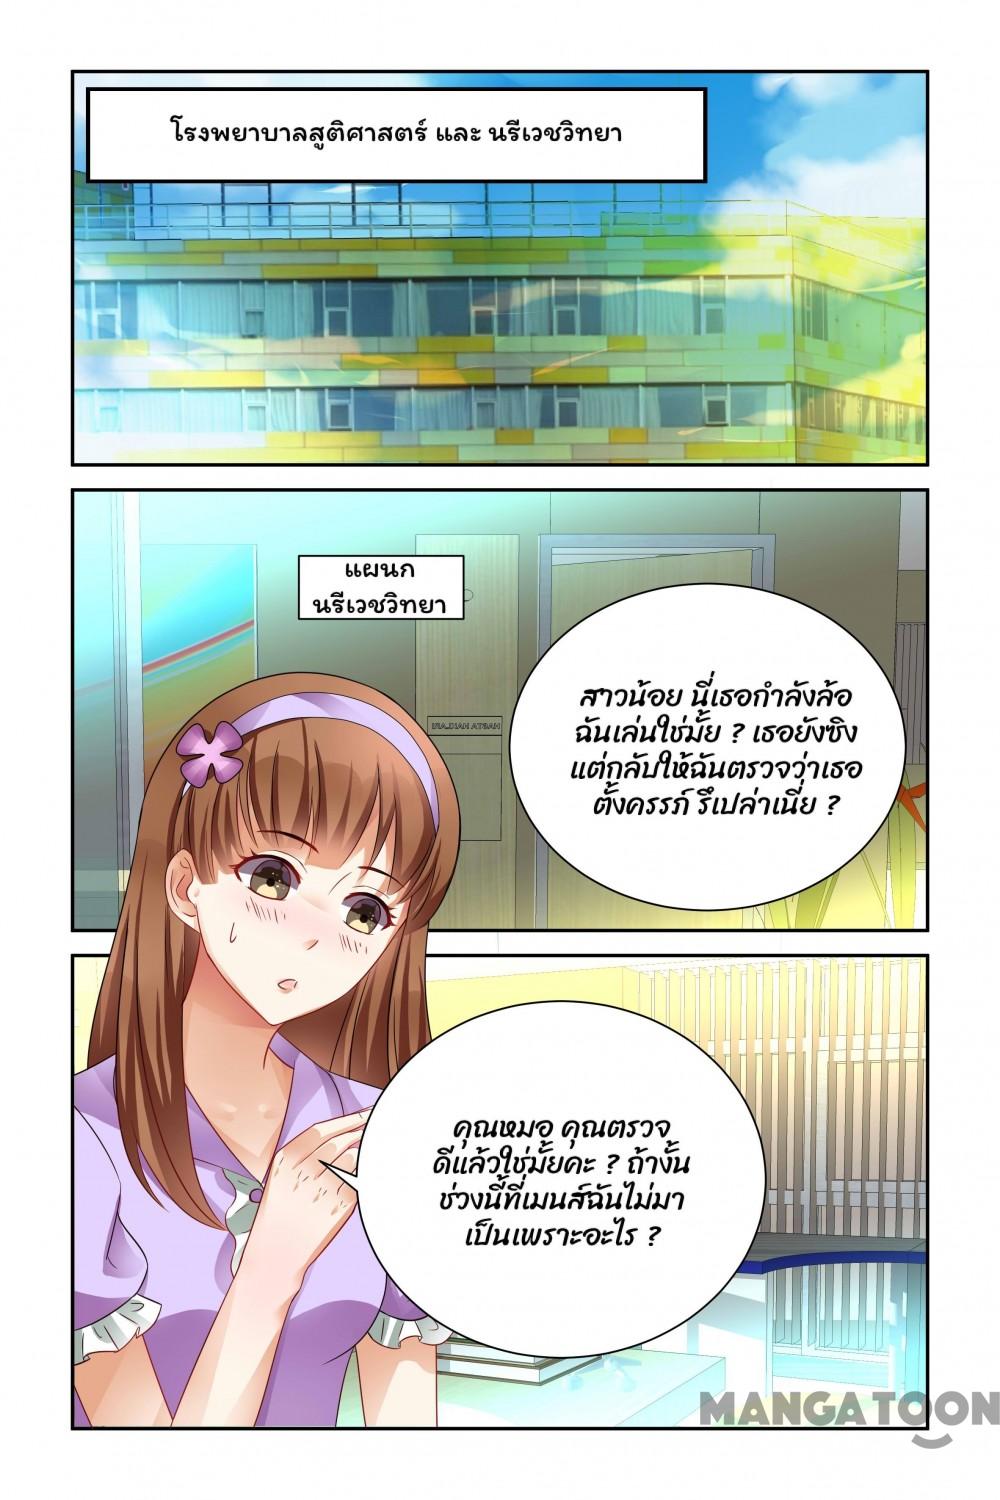 โรงพยาบาลสูติศาสตร์ และ นรีเวชวิทยา
แผนก
นรีเวชวิทยา
สาวน้อย นี่เธอกำลังล้อ
ฉันเล่นใช่มั้ย ? เธอยังซิง
แต่กลับให้ฉันตรวจว่าเธอ
ตั้งครรภ์ รึเปล่าเนี่ย ?
คุณหมอ คุณตรวจ
ดีแล้วใช่มั้ยคะ ? ถ้างั้น
ช่วงนี้ที่เมนส์ฉันไม่มา
เป็นเพราะอะไร ?
MANGATOON